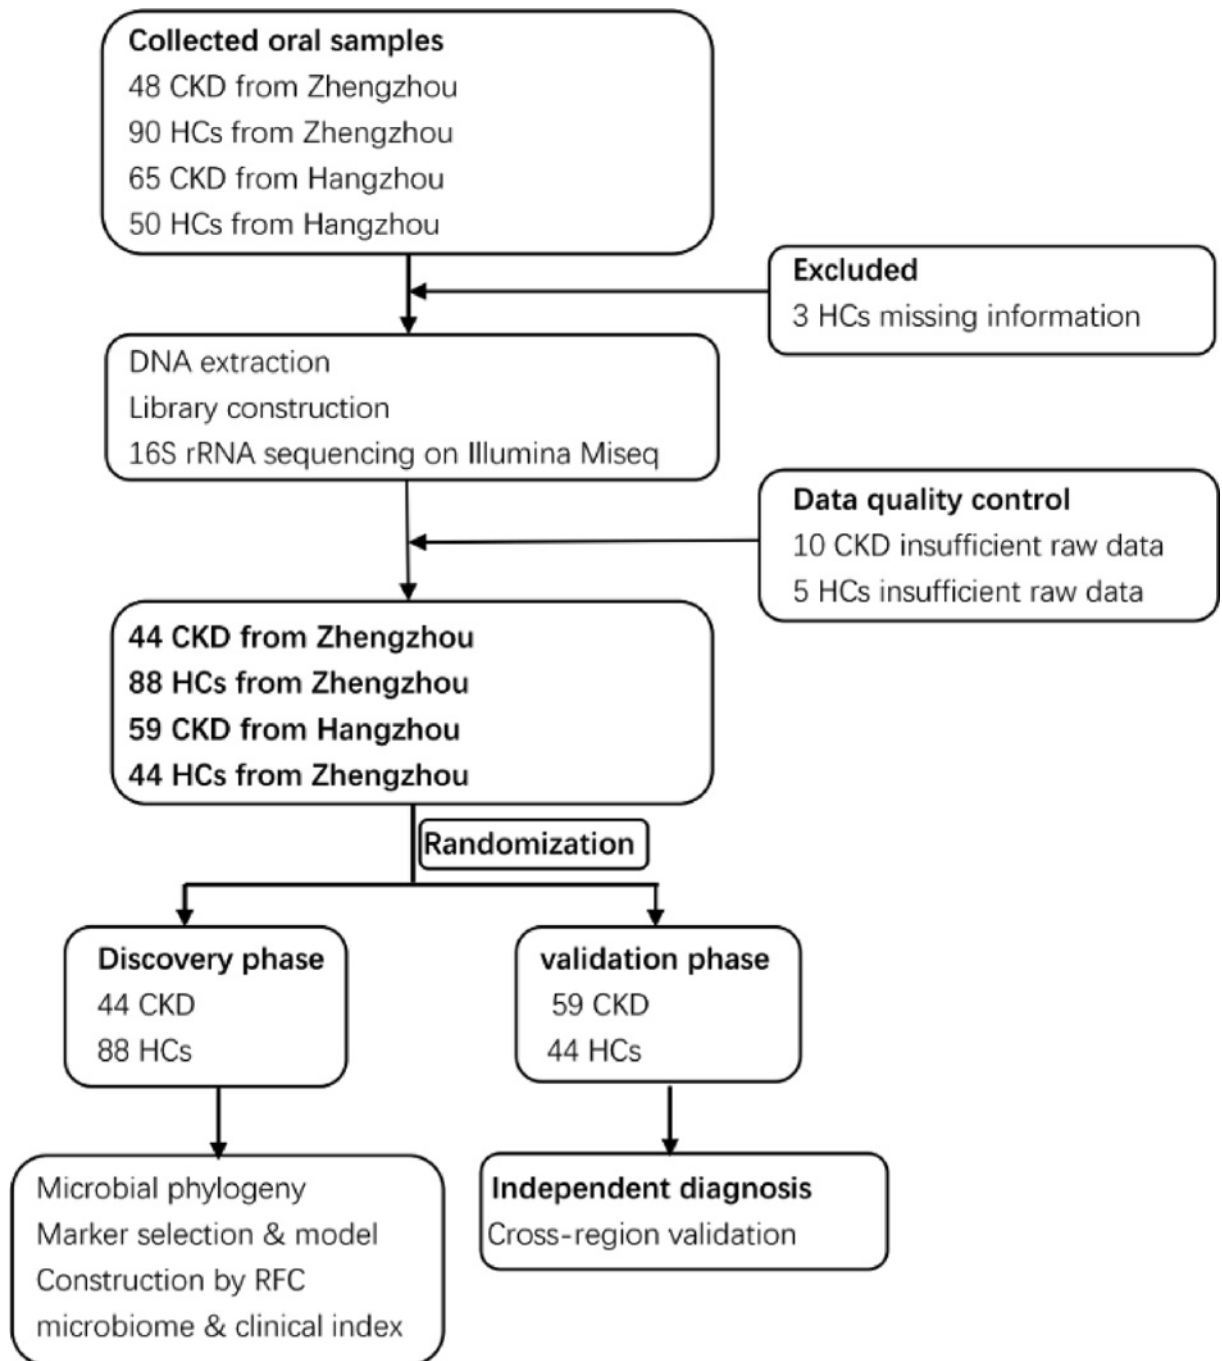 Collected oral samples
48 CKD from Zhengzhou
90 HCs from Zhengzhou
65 CKD from Hangzhou
50 HCs from Hangzhou
Excluded
3 HCs missing information
DNA extraction
Library construction
16S rRNA sequencing on Illumina Miseq
Data quality control
10 CKD insufficient raw data
5 HCs insufficient raw data
44 CKD from Zhengzhou
88 HCs from Zhengzhou
59 CKD from Hangzhou
44 HCs from Zhengzhou
Randomization
Discovery phase
44 CKD
88 HCs
validation phase
59 CKD
44 HCs
Microbial phylogeny
Marker selection & model
Construction by RFC
microbiome & clinical index
Independent diagnosis
Cross-region validation